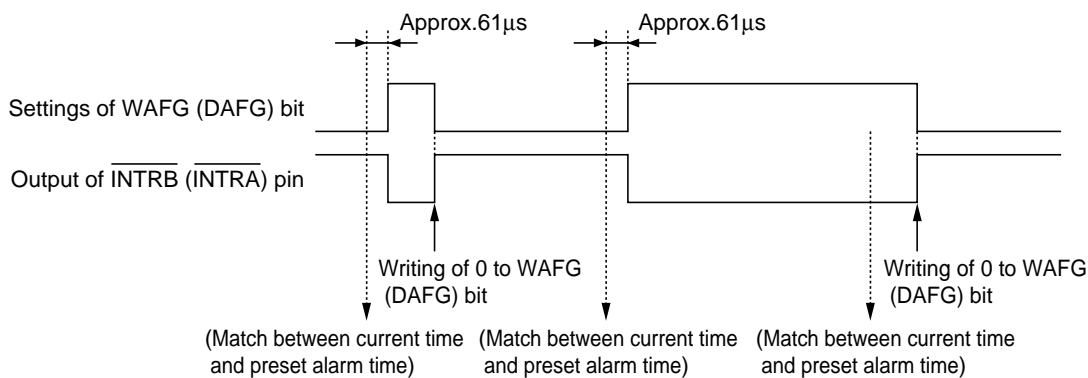 Approx.61μs
Approx.61μs
Settings of WAFG (DAFG) bit
Output of INTRB (INTRA) pin
Writing of 0 to WAFG
(DAFG) bit
Writing of 0 to WAFG
(DAFG) bit
(Match between current time
and preset alarm time)
(Match between current time
and preset alarm time)
(Match between current time
and preset alarm time)